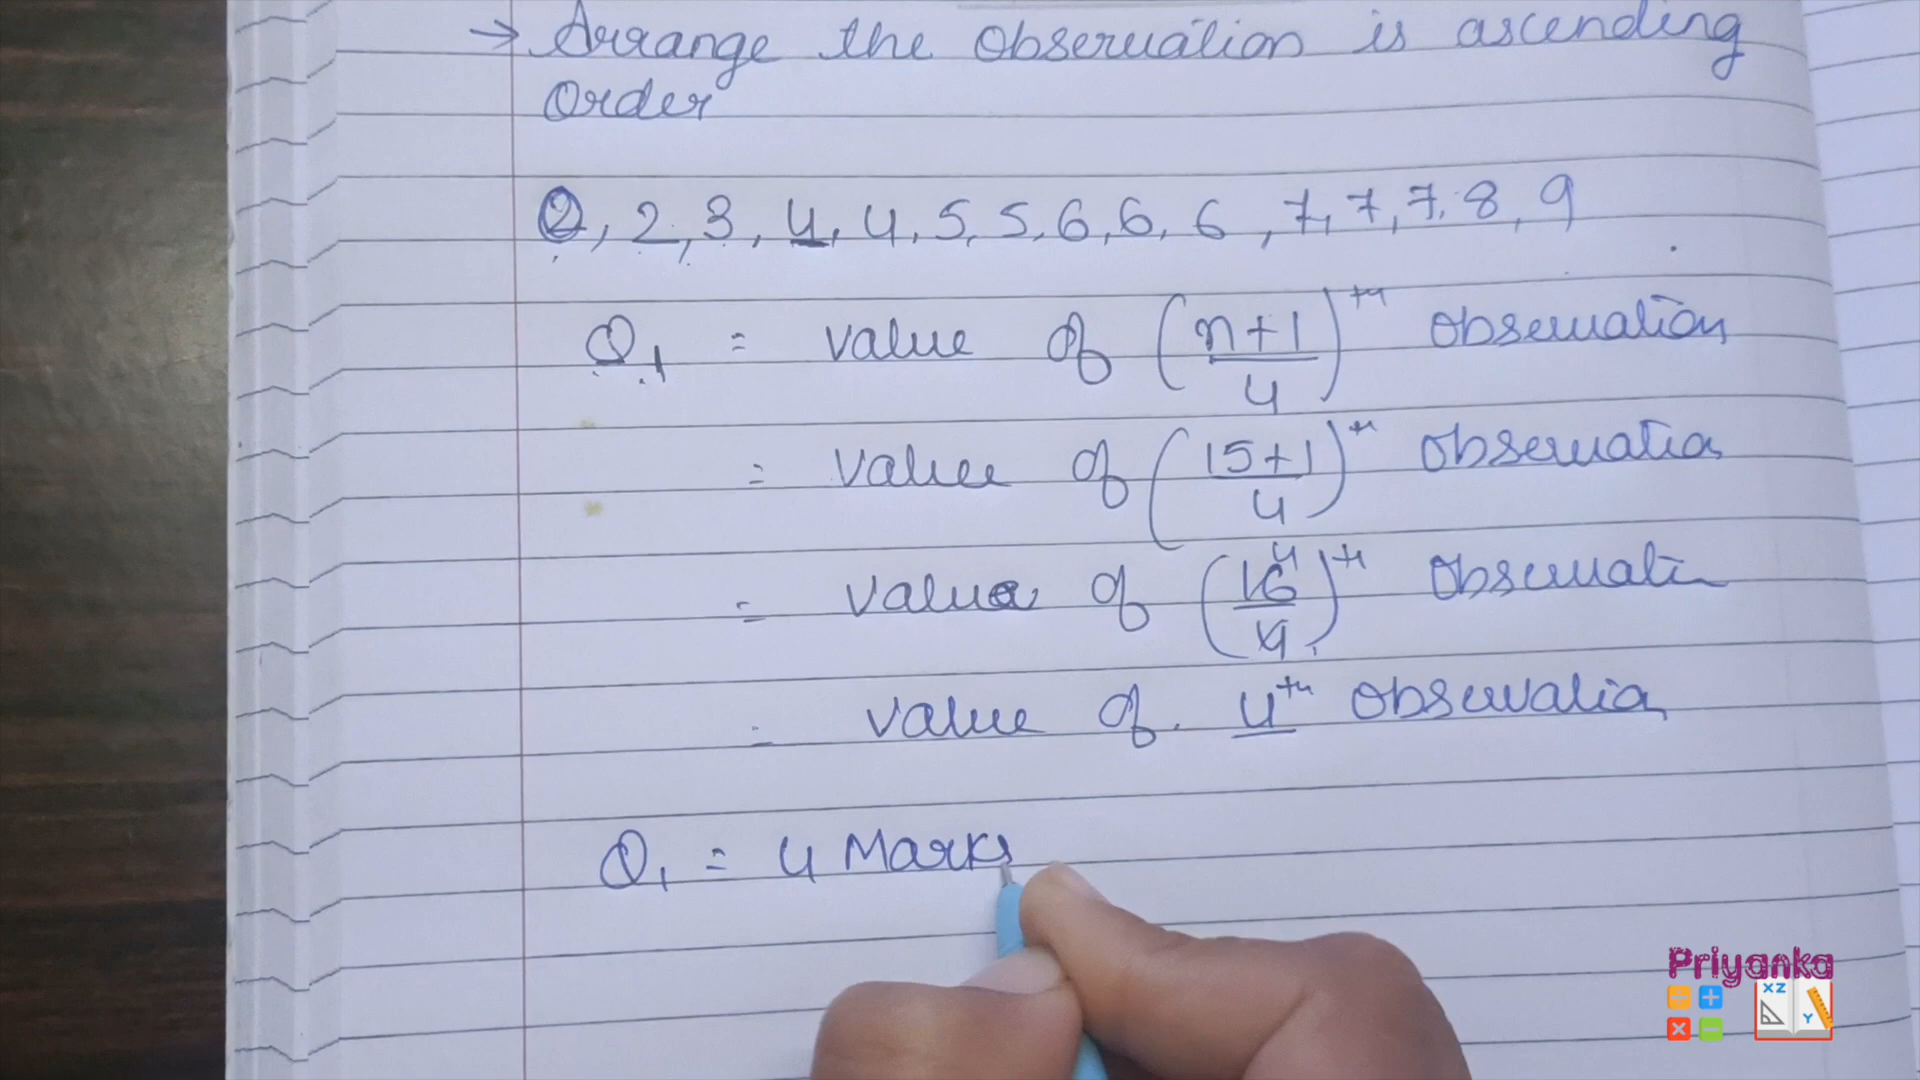 → Arrange the observation is ascending
order
2, 2, 3, 4, 4, 5, 5, 6, 6, 6, 7, 7, 7, 8, 9
Q₁ = value of (n+1/4)th observation
= value of (15+1/4)th observation
= value of (16/4)th observation
= value of 4th observation
Q₁ = 4 Marks
Priyanka
XZ
Y